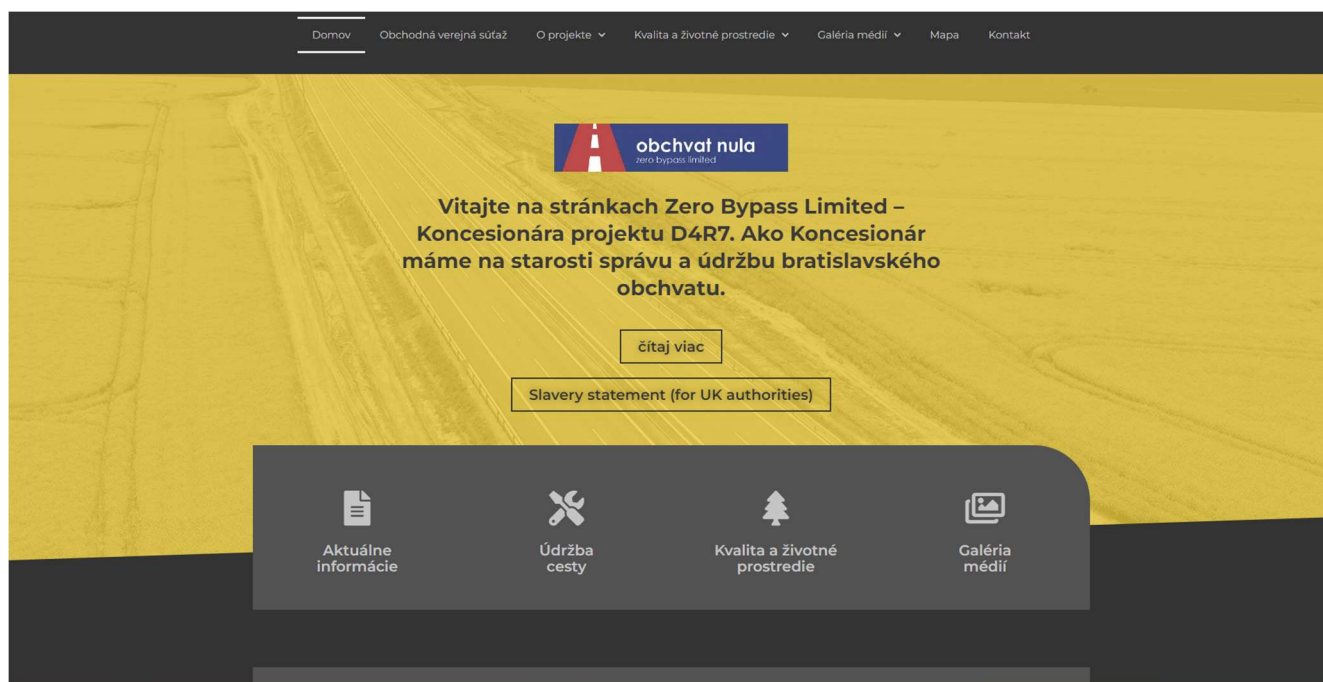 Domov Obchodná verejná súťaž O projekte Kvalita a životné prostredie Galéria médií Mapa Kontakt
obchvat nula
zero bypass limited
Vitajte na stránkach Zero Bypass Limited –
Koncesionára projektu D4R7. Ako Koncesionár
máme na starosti správu a údržbu bratislavského
obchvatu.
čítaj viac
Slavery statement (for UK authorities)
Aktuálne
informácie
Údržba
cesty
Kvalita a životné
prostredie
Galéria
médií